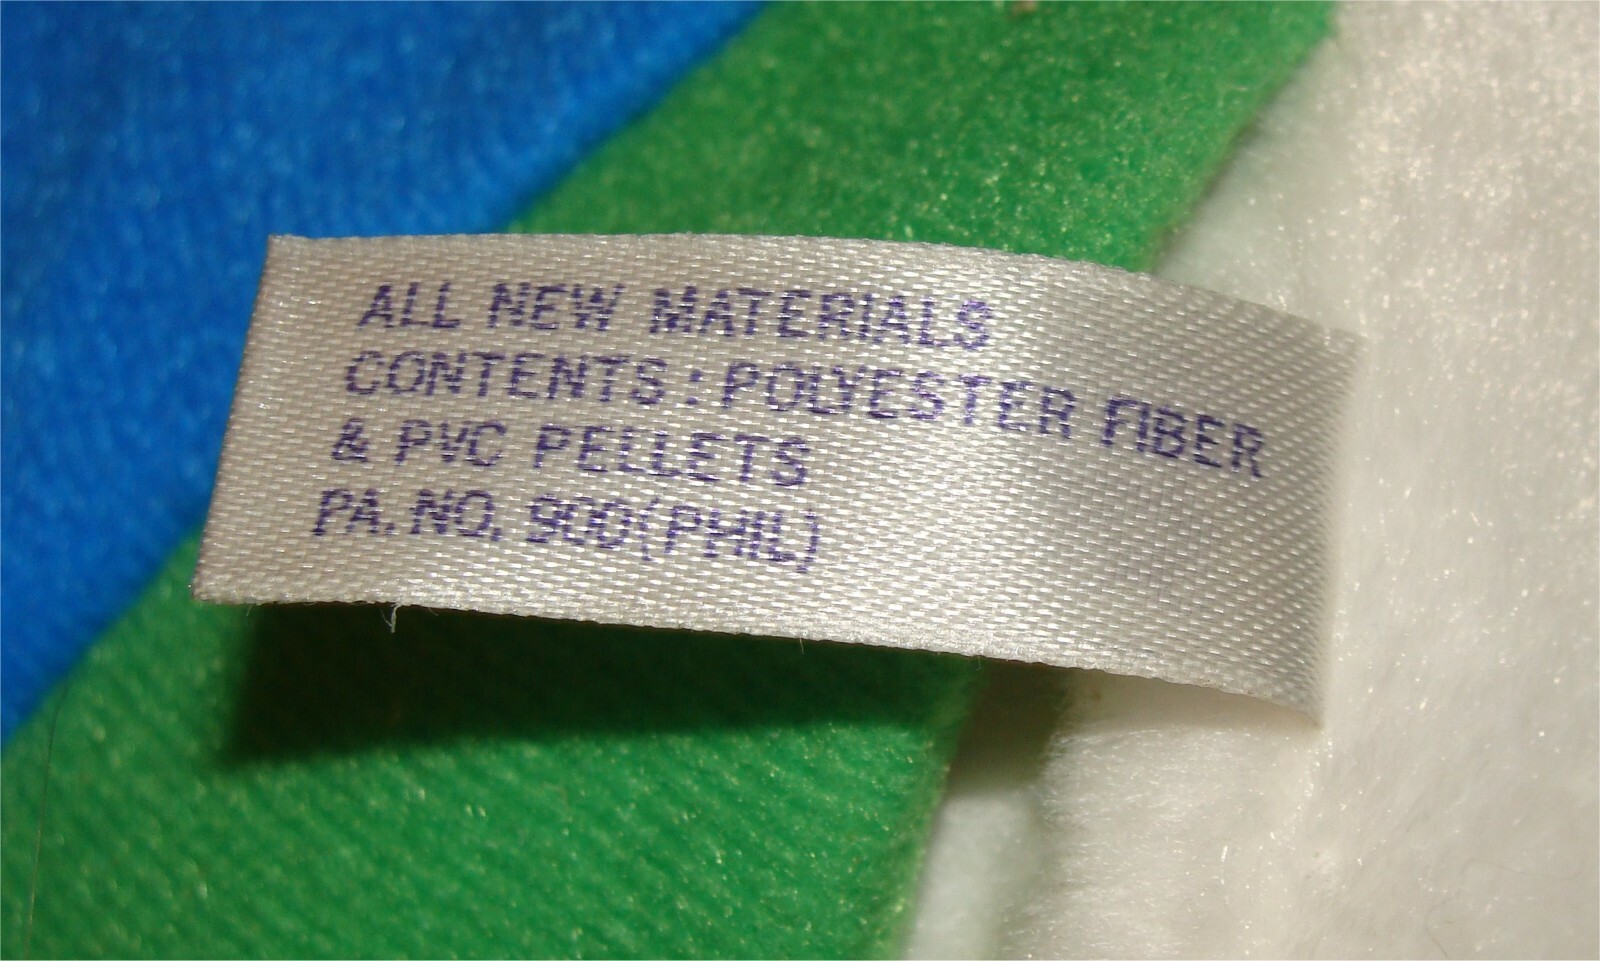 ALL NEW MATERIALS
CONTENTS : POLYESTER FIBER
& PVC PELLETS
PA. NO. 900(PHIL)